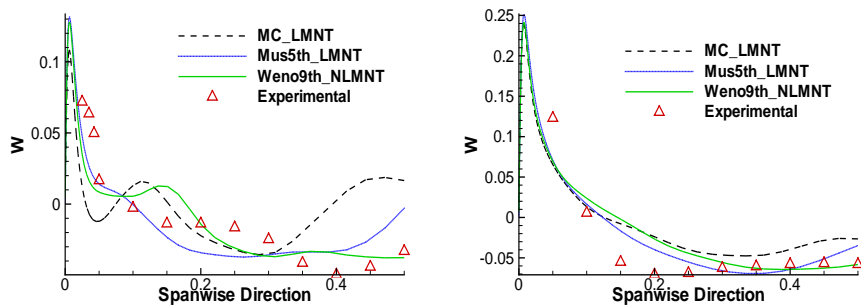 MC_LMNT
Mus5th_LMNT
Weno9th_NLMNT
Experimental
0.1
0.05
0
W
0
0.2
0.4
Spanwise Direction
MC_LMNT
Mus5th_LMNT
Weno9th_NLMNT
Experimental
0.25
0.2
0.15
0.1
0.05
0
-0.05
W
0
0.2
0.4
Spanwise Direction